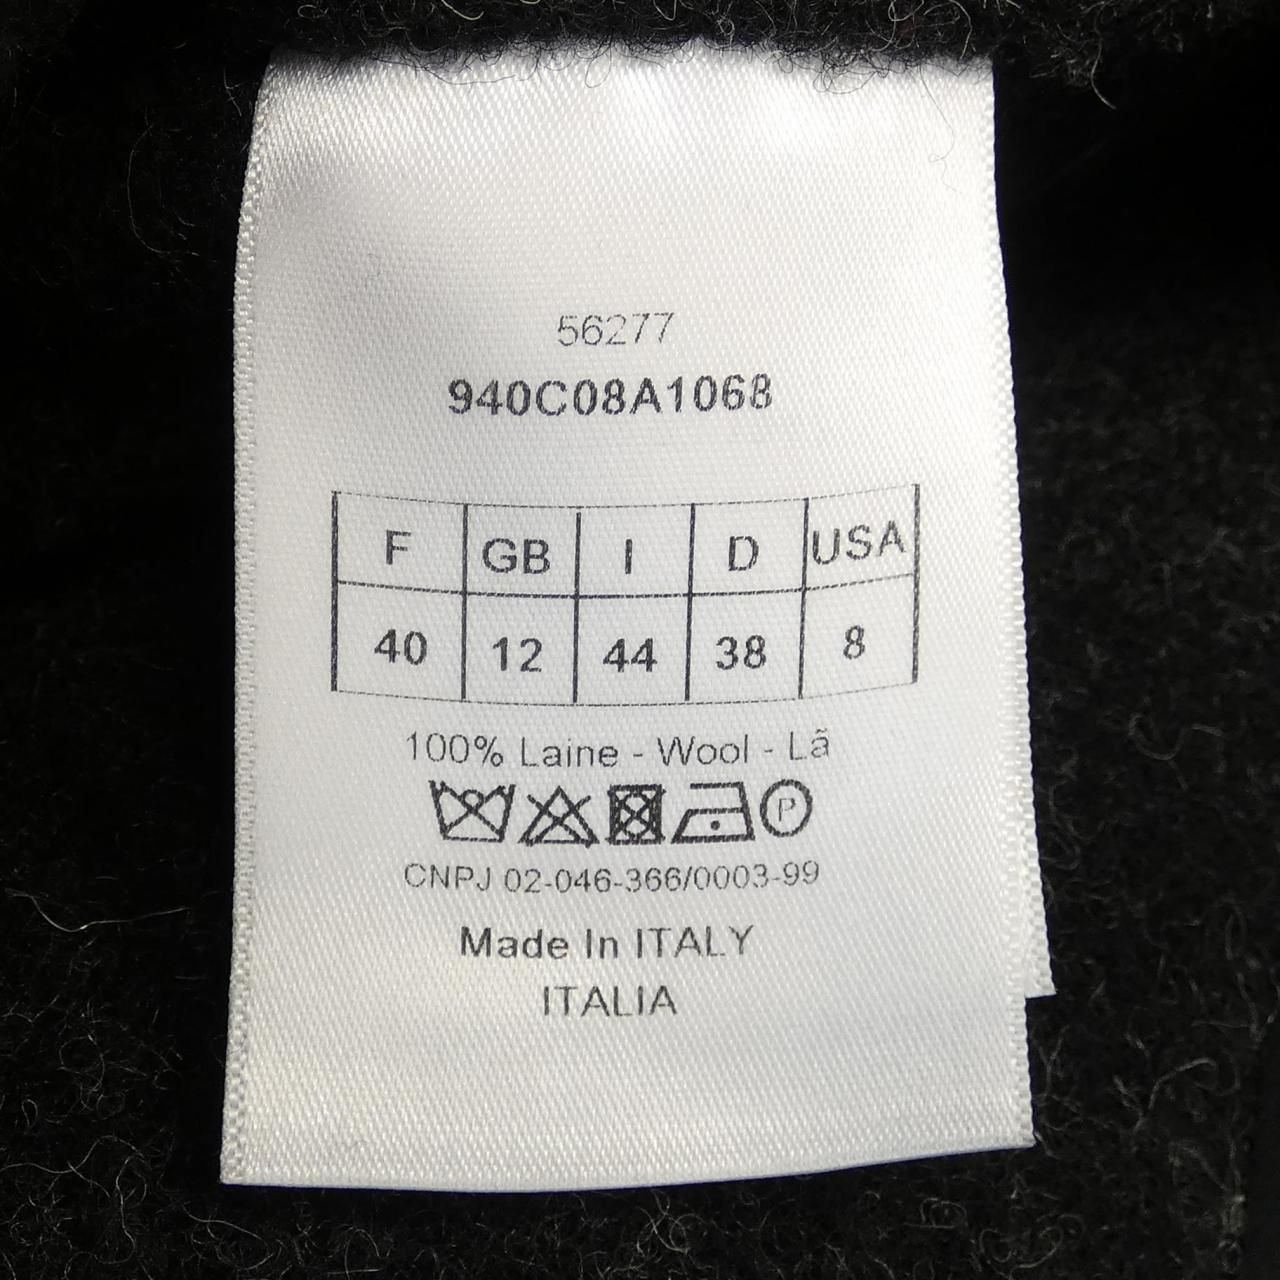 56277
940C08A1068
F GB I D USA
40 12 44 38 8
100% Laine - Wool - Lã
P
CNPJ 02-046-366/0003-99
Made In ITALY
ITALIA